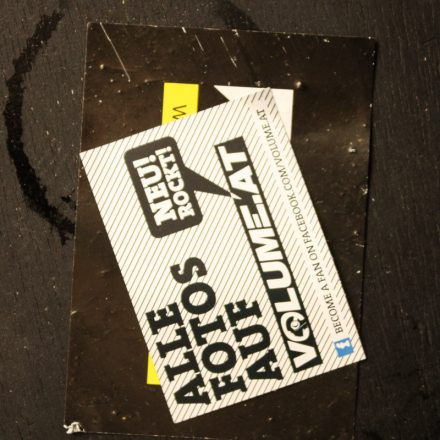 NEU!
ROCKT!
ALLE
FOTOS
AUF
VOLUME.AT
BECOME A FAN ON FACEBOOK.COM/VOLUME.AT